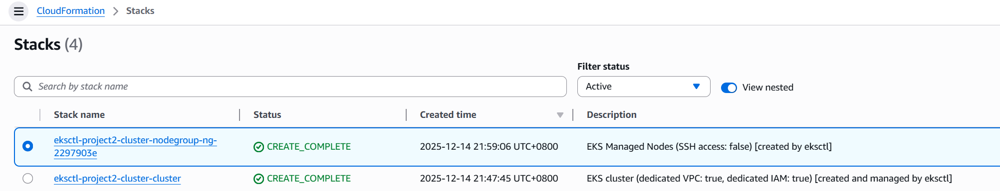 CloudFormation > Stacks
Stacks (4)
Filter status
Search by stack name
Active
View nested
Stack name Status Created time Description
eksctl-project2-cluster-nodegroup-ng-
2297903e
CREATE_COMPLETE
2025-12-14 21:59:06 UTC+0800
EKS Managed Nodes (SSH access: false) [created by eksctl]
eksctl-project2-cluster-cluster
CREATE_COMPLETE
2025-12-14 21:47:45 UTC+0800
EKS cluster (dedicated VPC: true, dedicated IAM: true) [created and managed by eksctl]